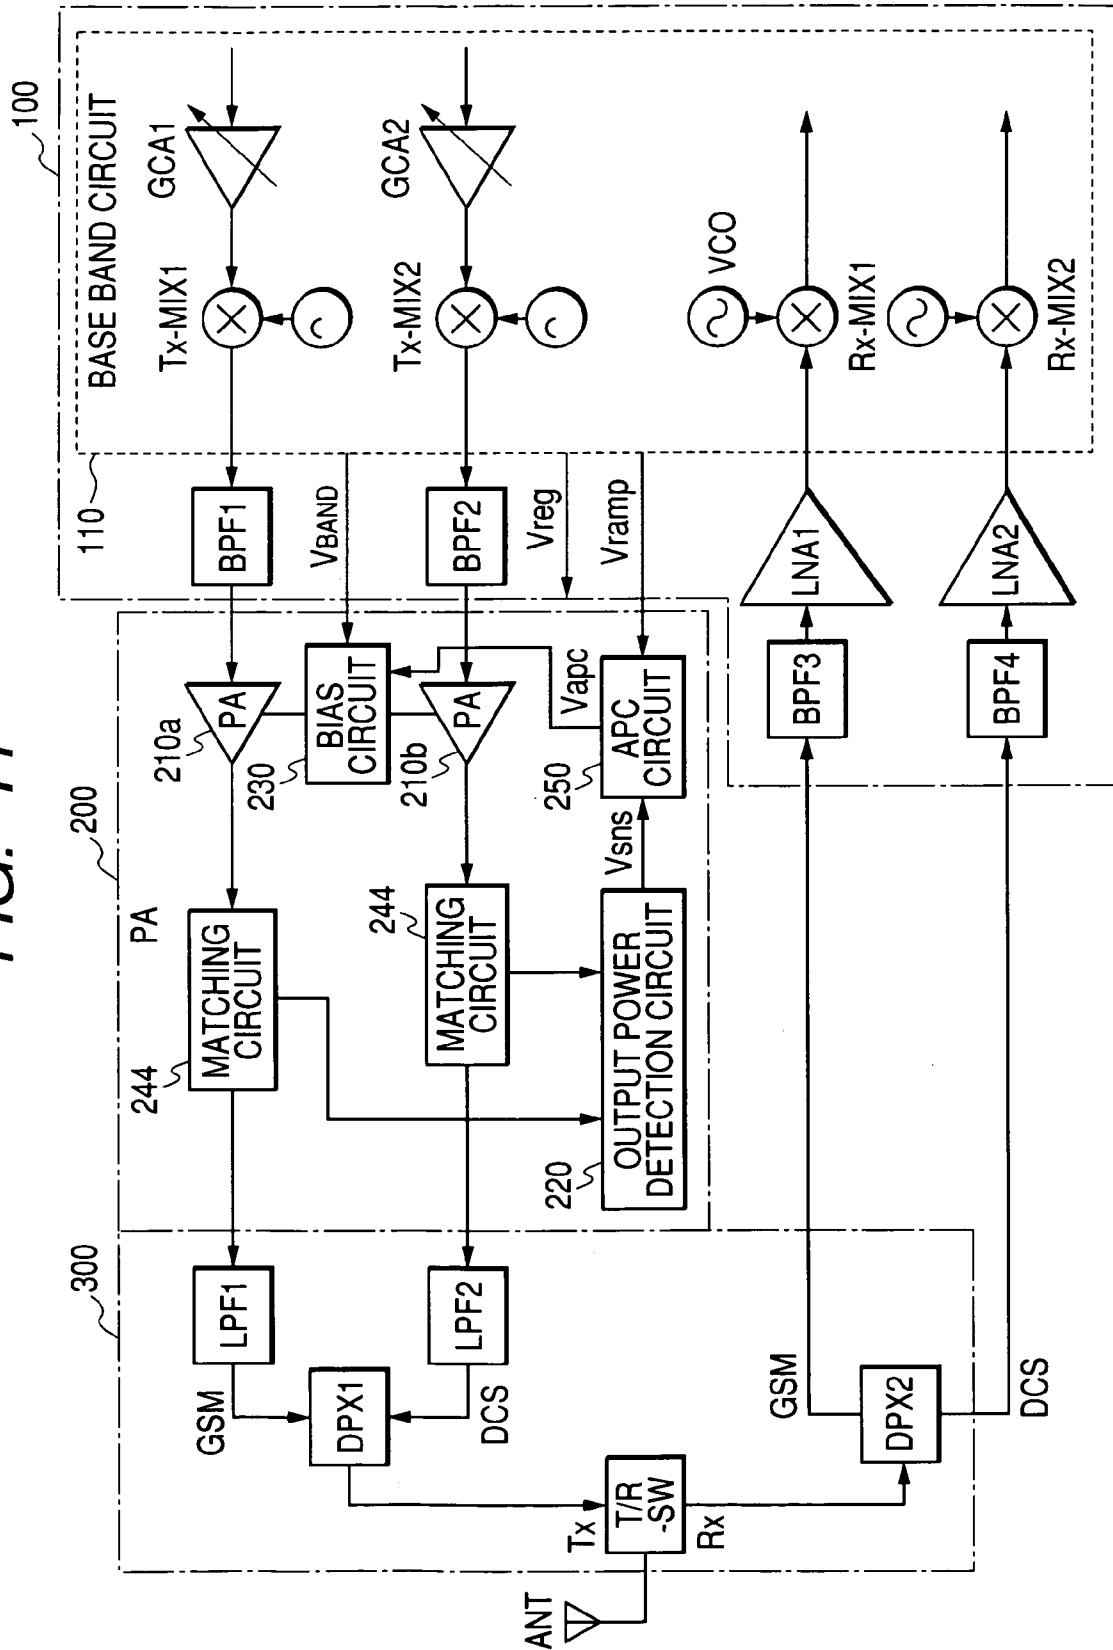 100
BASE BAND CIRCUIT
110
GCA1
Tx-MIX1
BPF1
GCA2
Tx-MIX2
BPF2
VBAND
Vreg
Vramp
VCO
Rx-MIX1
Rx-MIX2
LNA1
LNA2
BPF3
BPF4
200
PA
PA
210a
BIAS
CIRCUIT
230
PA
210b
Vapc
APC
CIRCUIT
250
Vsns
MATCHING
CIRCUIT
244
MATCHING
CIRCUIT
244
OUTPUT POWER
DETECTION CIRCUIT
220
300
LPF1
LPF2
GSM
DPX1
DCS
Tx
T/R
-SW
Rx
ANT
GSM
DPX2
DCS